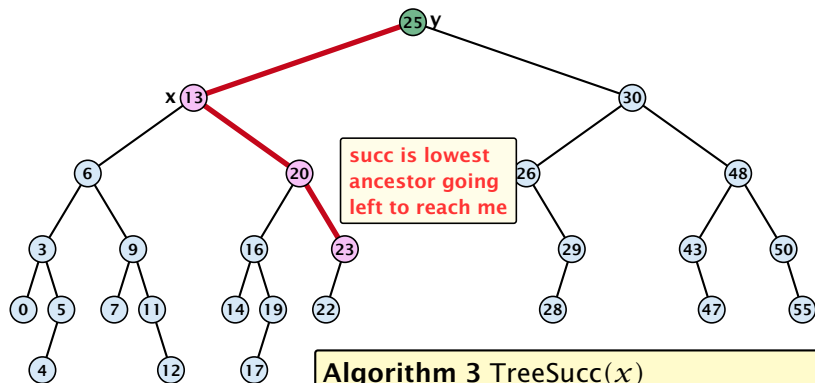 25 y
x 13 30
6 20 26 48
succ is lowest
ancestor going
left to reach me
3 9 16 23 29 43 50
0 5 7 11 14 19 22 28 47 55
4 12 17
Algorithm 3 TreeSucc(x)